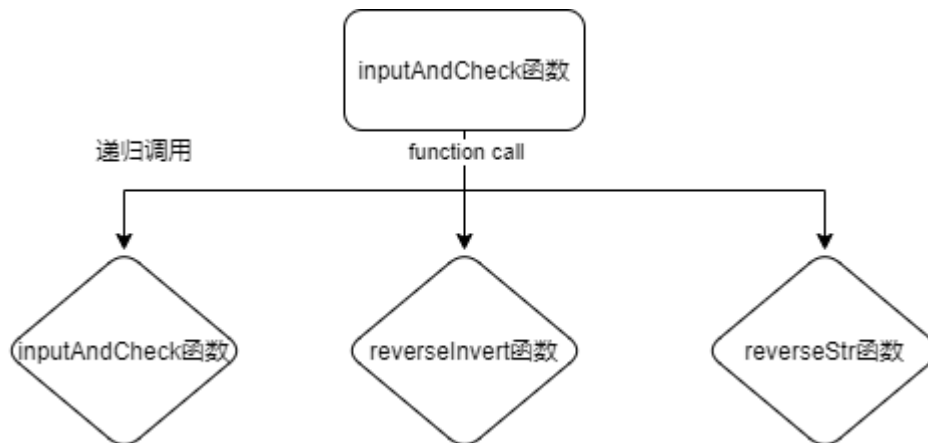 inputAndCheck函数
递归调用
function call
inputAndCheck函数
reverseInvert函数
reverseStr函数